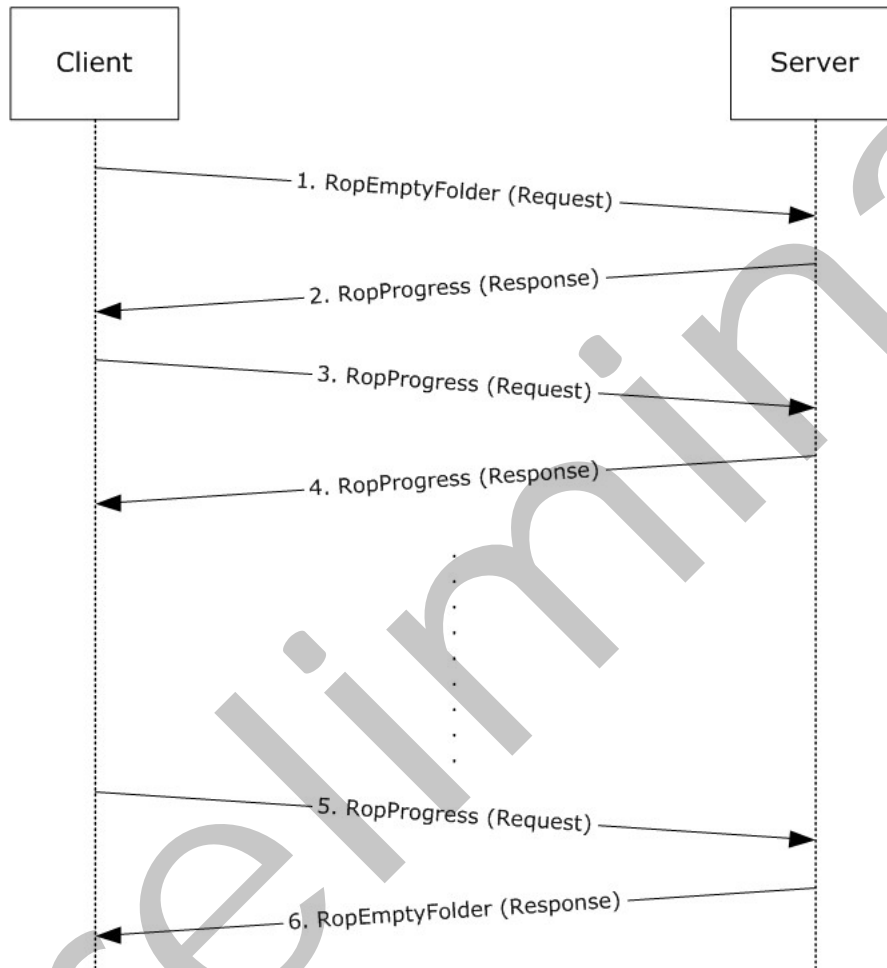 Client
Server
1. RopEmptyFolder (Request)
2. RopProgress (Response)
3. RopProgress (Request)
4. RopProgress (Response)
5. RopProgress (Request)
6. RopEmptyFolder (Response)
elimina